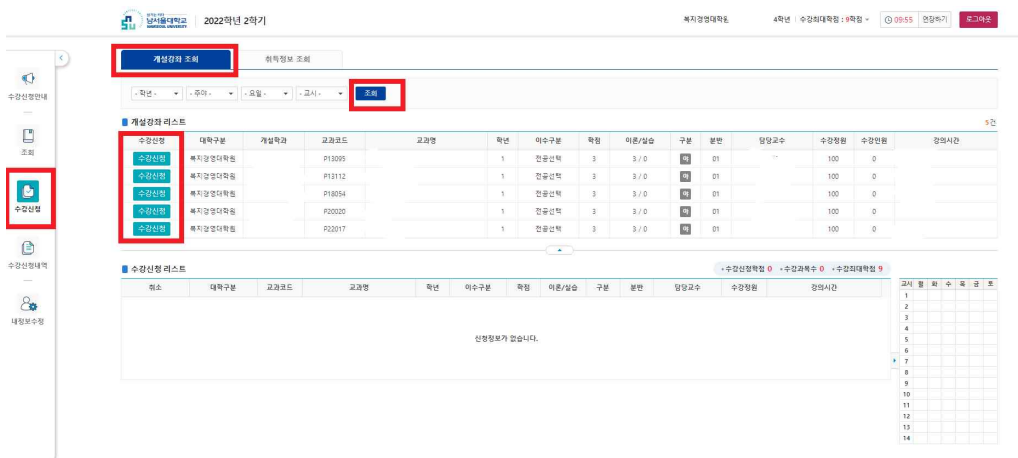 남서울대학교 2022학년 2학기 복지경영대학원 4학년 수강최대학점 : 9학점 09:55 연장하기 로그아웃
개설강좌 조회 취득정보 조회
- 학년 - - 주야 - - 요일 - - 교시 - 조회
수강신청안내
조회
수강신청
수강신청내역
내정보수정
개설강좌 리스트 5건
수강신청 대학구분 개설학과 교과코드 교과명 학년 이수구분 학점 이론/실습 구분 분반 담당교수 수강정원 수강인원 강의시간
수강신청 복지경영대학원 P13095 1 전공선택 3 3 / 0 야 01 100 0
수강신청 복지경영대학원 P13112 1 전공선택 3 3 / 0 야 01 100 0
수강신청 복지경영대학원 P18054 1 전공선택 3 3 / 0 야 01 100 0
수강신청 복지경영대학원 P20020 1 전공선택 3 3 / 0 야 01 100 0
수강신청 복지경영대학원 P22017 1 전공선택 3 3 / 0 야 01 100 0
수강신청 리스트 수강신청학점 0 수강과목수 0 수강최대학점 9
취소 대학구분 교과코드 교과명 학년 이수구분 학점 이론/실습 구분 분반 담당교수 수강정원 강의시간
신청정보가 없습니다.
교시 월 화 수 목 금 토
1
2
3
4
5
6
7
8
9
10
11
12
13
14